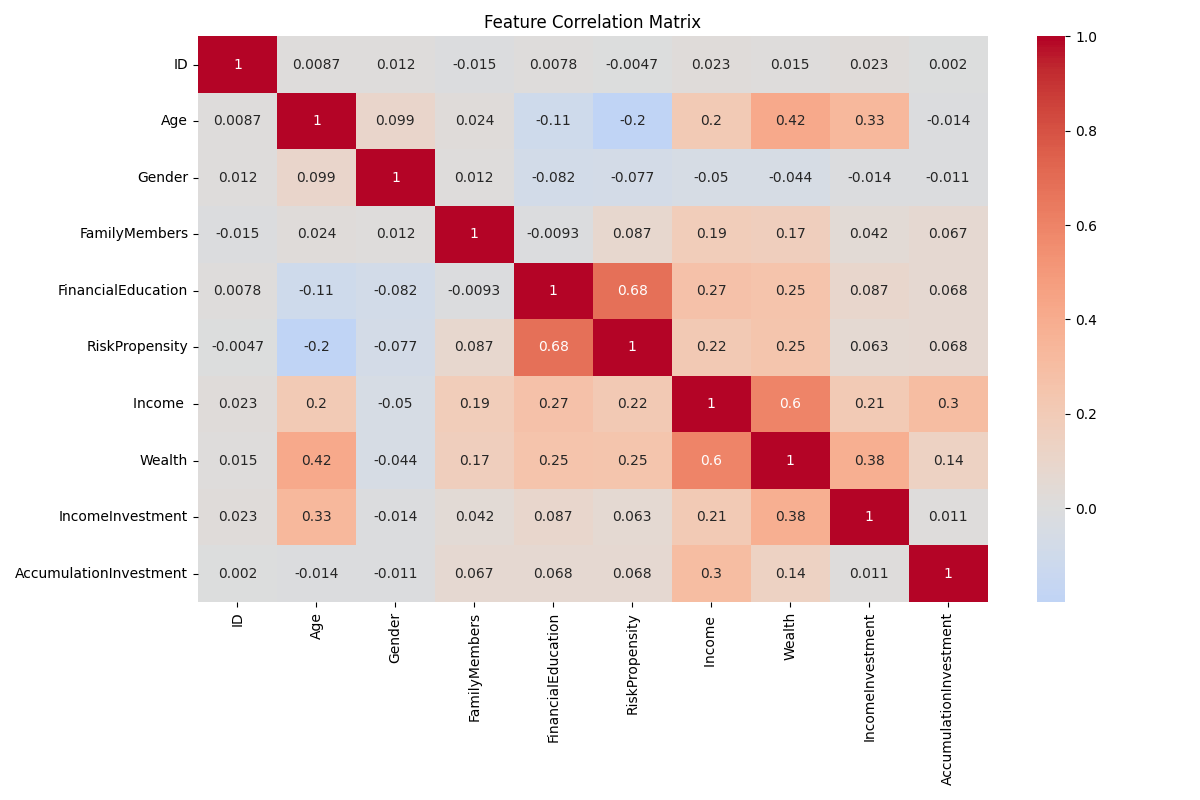 Feature Correlation Matrix
ID 1 0.0087 0.012 -0.015 0.0078 -0.0047 0.023 0.015 0.023 0.002
Age 0.0087 1 0.099 0.024 -0.11 -0.2 0.2 0.42 0.33 -0.014
Gender 0.012 0.099 1 0.012 -0.082 -0.077 -0.05 -0.044 -0.014 -0.011
FamilyMembers -0.015 0.024 0.012 1 -0.0093 0.087 0.19 0.17 0.042 0.067
FinancialEducation 0.0078 -0.11 -0.082 -0.0093 1 0.68 0.27 0.25 0.087 0.068
RiskPropensity -0.0047 -0.2 -0.077 0.087 0.68 1 0.22 0.25 0.063 0.068
Income 0.023 0.2 -0.05 0.19 0.27 0.22 1 0.6 0.21 0.3
Wealth 0.015 0.42 -0.044 0.17 0.25 0.25 0.6 1 0.38 0.14
IncomeInvestment 0.023 0.33 -0.014 0.042 0.087 0.063 0.21 0.38 1 0.011
AccumulationInvestment 0.002 -0.014 -0.011 0.067 0.068 0.068 0.3 0.14 0.011 1
ID
Age
Gender
FamilyMembers
FinancialEducation
RiskPropensity
Income
Wealth
IncomeInvestment
AccumulationInvestment
1.0
0.8
0.6
0.4
0.2
0.0